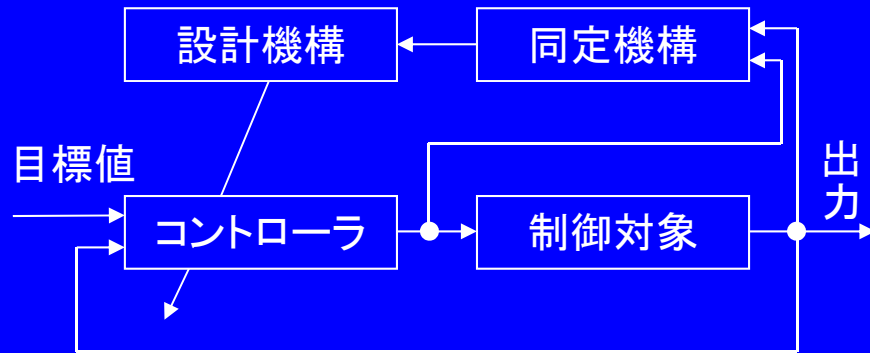 設計機構
同定機構
目標値
出力
コントローラ
制御対象